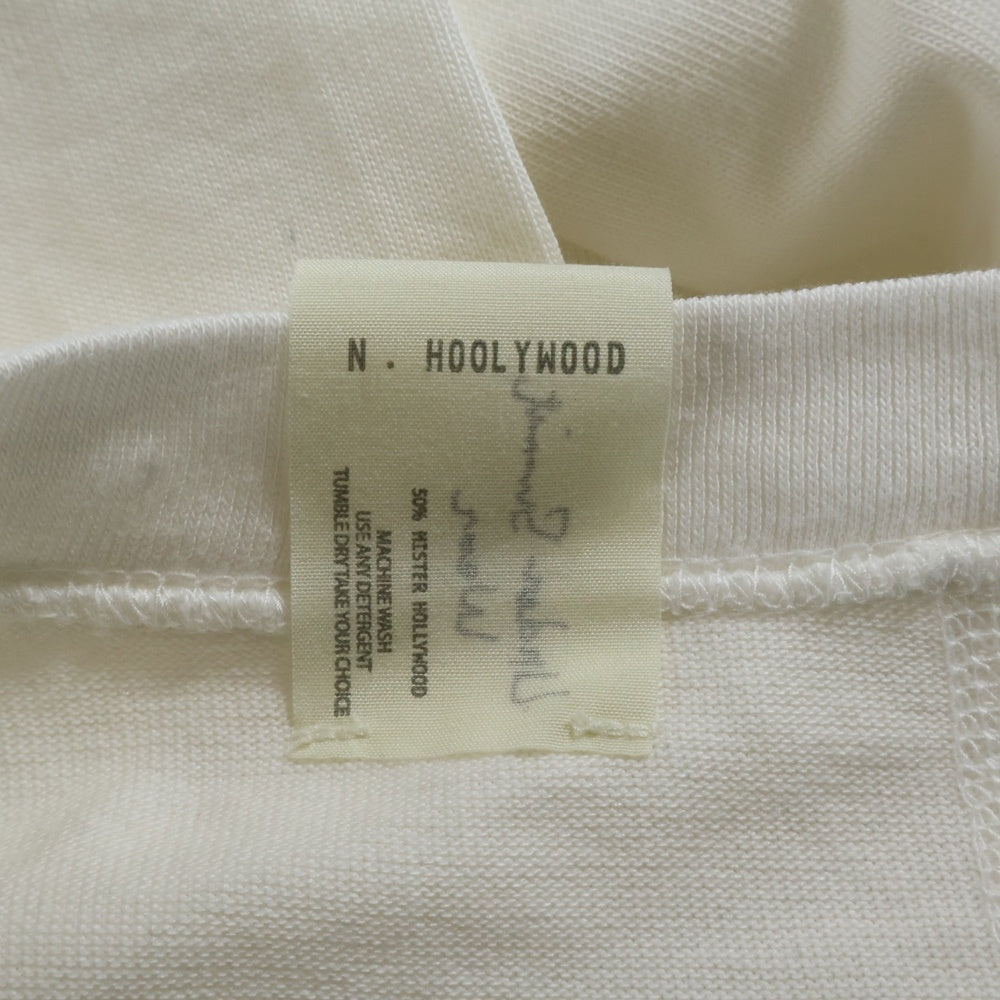 N. HOOLYWOOD
50% MISTER HOLLYWOOD
MACHINE WASH
USE ANY DETERGENT
TUMBLE DRY TAKE YOUR CHOICE